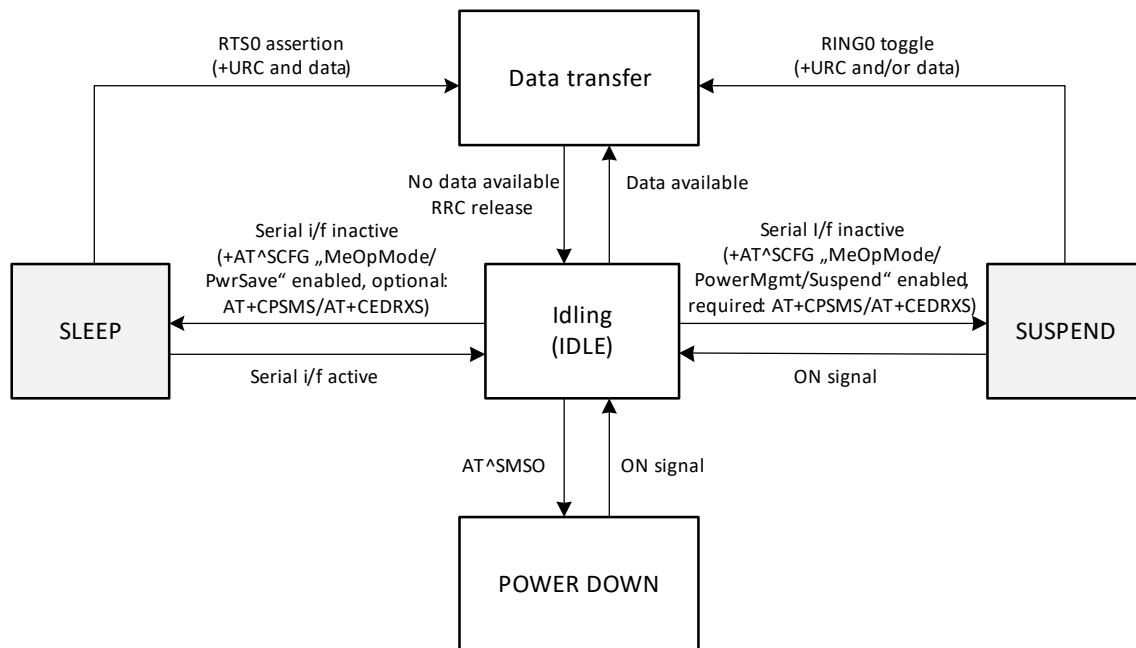 RTS0 assertion
(+URC and data)
Data transfer
RING0 toggle
(+URC and/or data)
No data available
RRC release
Data available
Serial i/f inactive
(+AT^SCFG „MeOpMode/
PwrSave“ enabled, optional:
AT+CPSMS/AT+CEDRXS)
Serial I/f inactive
(+AT^SCFG „MeOpMode/
PowerMgmt/Suspend“ enabled,
required: AT+CPSMS/AT+CEDRXS)
SLEEP
Idling
(IDLE)
SUSPEND
Serial i/f active
ON signal
AT^SMSO
ON signal
POWER DOWN